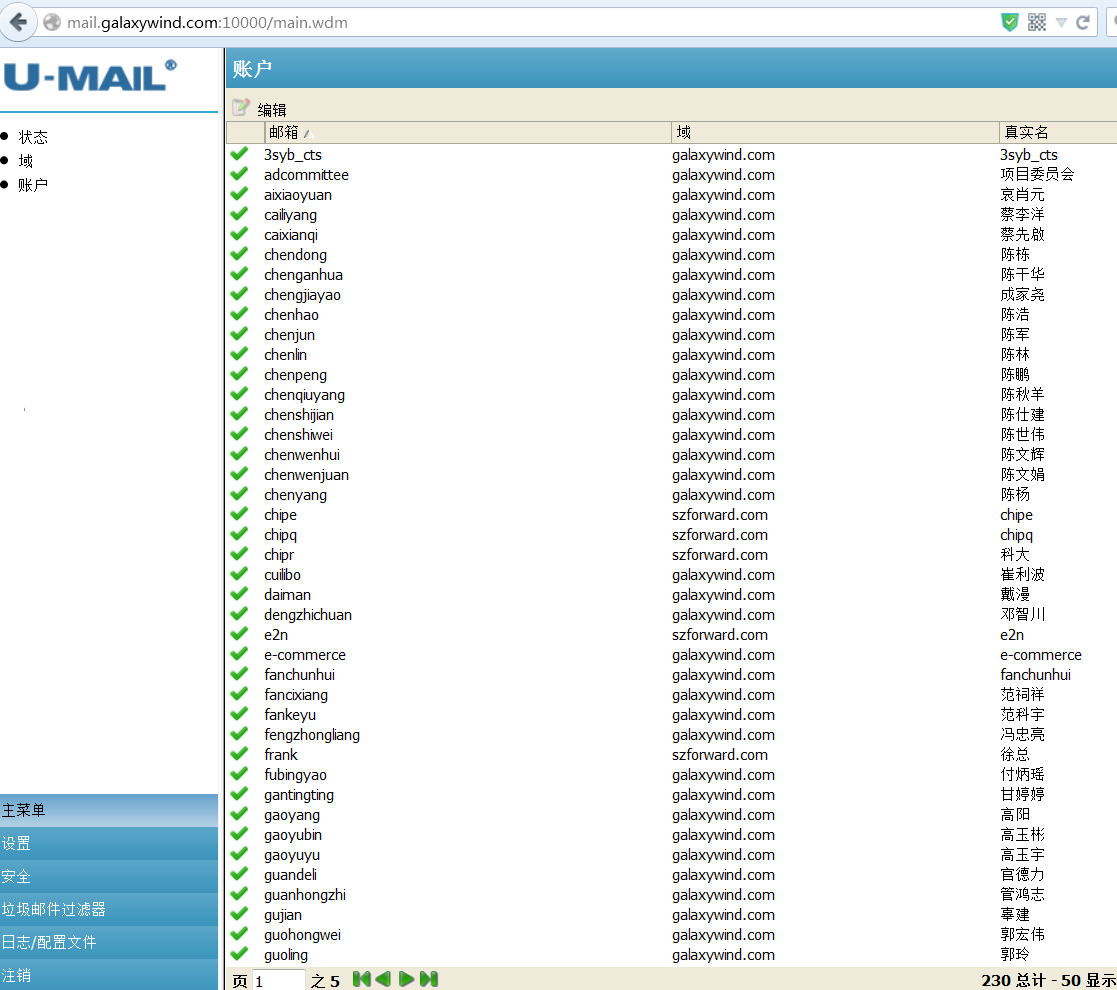 mail.galaxywind.com:10000/main.wdm
U-MAIL®
账户
状态
域
账户
编辑
邮箱 域 真实名
3syb_cts galaxywind.com 3syb_cts
adcommittee galaxywind.com 项目委员会
aixiaoyuan galaxywind.com 哀肖元
cailiyang galaxywind.com 蔡李洋
caixianqi galaxywind.com 蔡先啟
chendong galaxywind.com 陈栋
chenganhua galaxywind.com 陈干华
chengjiayao galaxywind.com 成家尧
chenhao galaxywind.com 陈浩
chenjun galaxywind.com 陈军
chenlin galaxywind.com 陈林
chenpeng galaxywind.com 陈鹏
chenqiuyang galaxywind.com 陈秋羊
chenshijian galaxywind.com 陈仕建
chenshiwei galaxywind.com 陈世伟
chenwenhui galaxywind.com 陈文辉
chenwenjuan galaxywind.com 陈文娟
chenyang galaxywind.com 陈杨
chipe szforward.com chipe
chipq szforward.com chipq
chipr szforward.com 科大
cuilibo galaxywind.com 崔利波
daiman galaxywind.com 戴漫
dengzhichuan galaxywind.com 邓智川
e2n szforward.com e2n
e-commerce galaxywind.com e-commerce
fanchunhui galaxywind.com fanchunhui
fancixiang galaxywind.com 范祠祥
fankeyu galaxywind.com 范科宇
fengzhongliang galaxywind.com 冯忠亮
frank szforward.com 徐总
fubingyao galaxywind.com 付炳瑶
gantingting galaxywind.com 甘婷婷
gaoyang galaxywind.com 高阳
gaoyubin galaxywind.com 高玉彬
gaoyuyu galaxywind.com 高玉宇
guandeli galaxywind.com 官德力
guanhongzhi galaxywind.com 管鸿志
gujian galaxywind.com 辜建
guohongwei galaxywind.com 郭宏伟
guoling galaxywind.com 郭玲
主菜单
设置
安全
垃圾邮件过滤器
日志/配置文件
注销
页 1 之 5 230 总计 - 50 显示